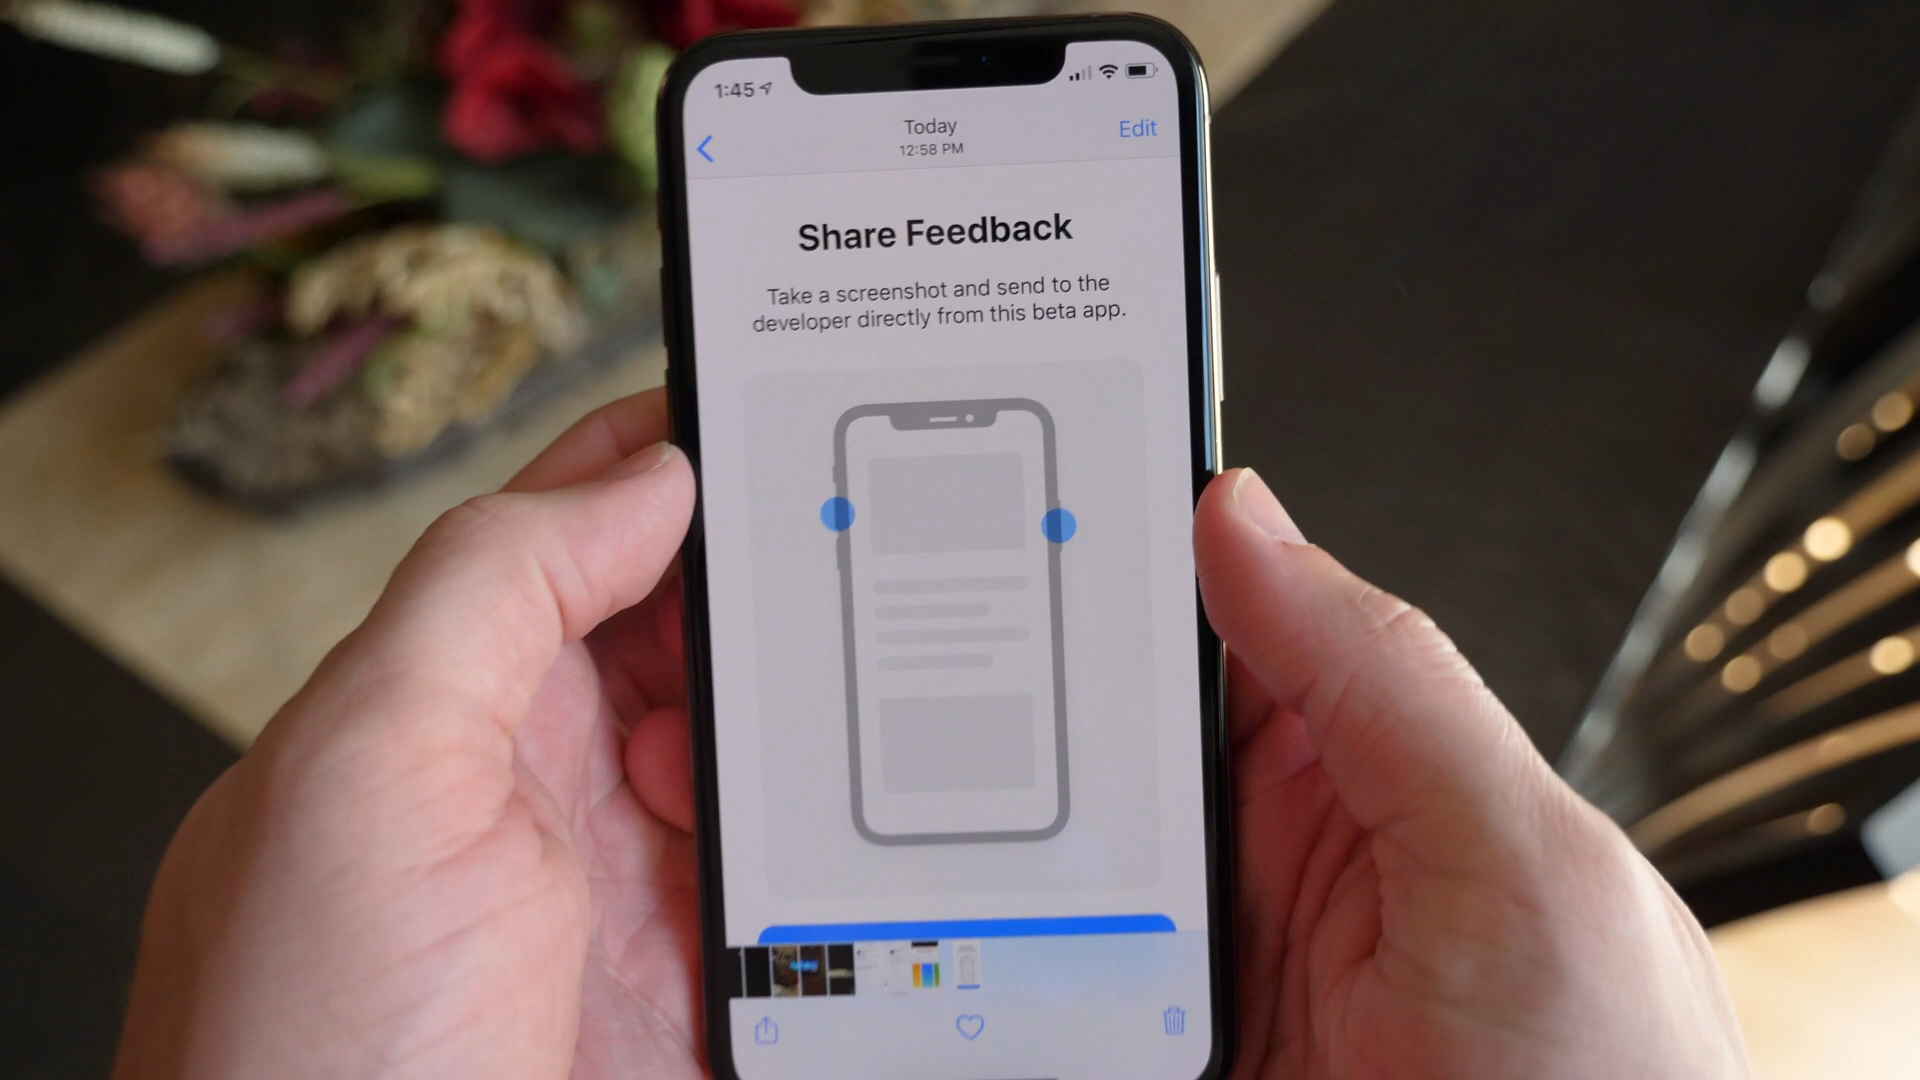 1:45
Today
Edit
12:58 PM
Share Feedback
Take a screenshot and send to the
developer directly from this beta app.